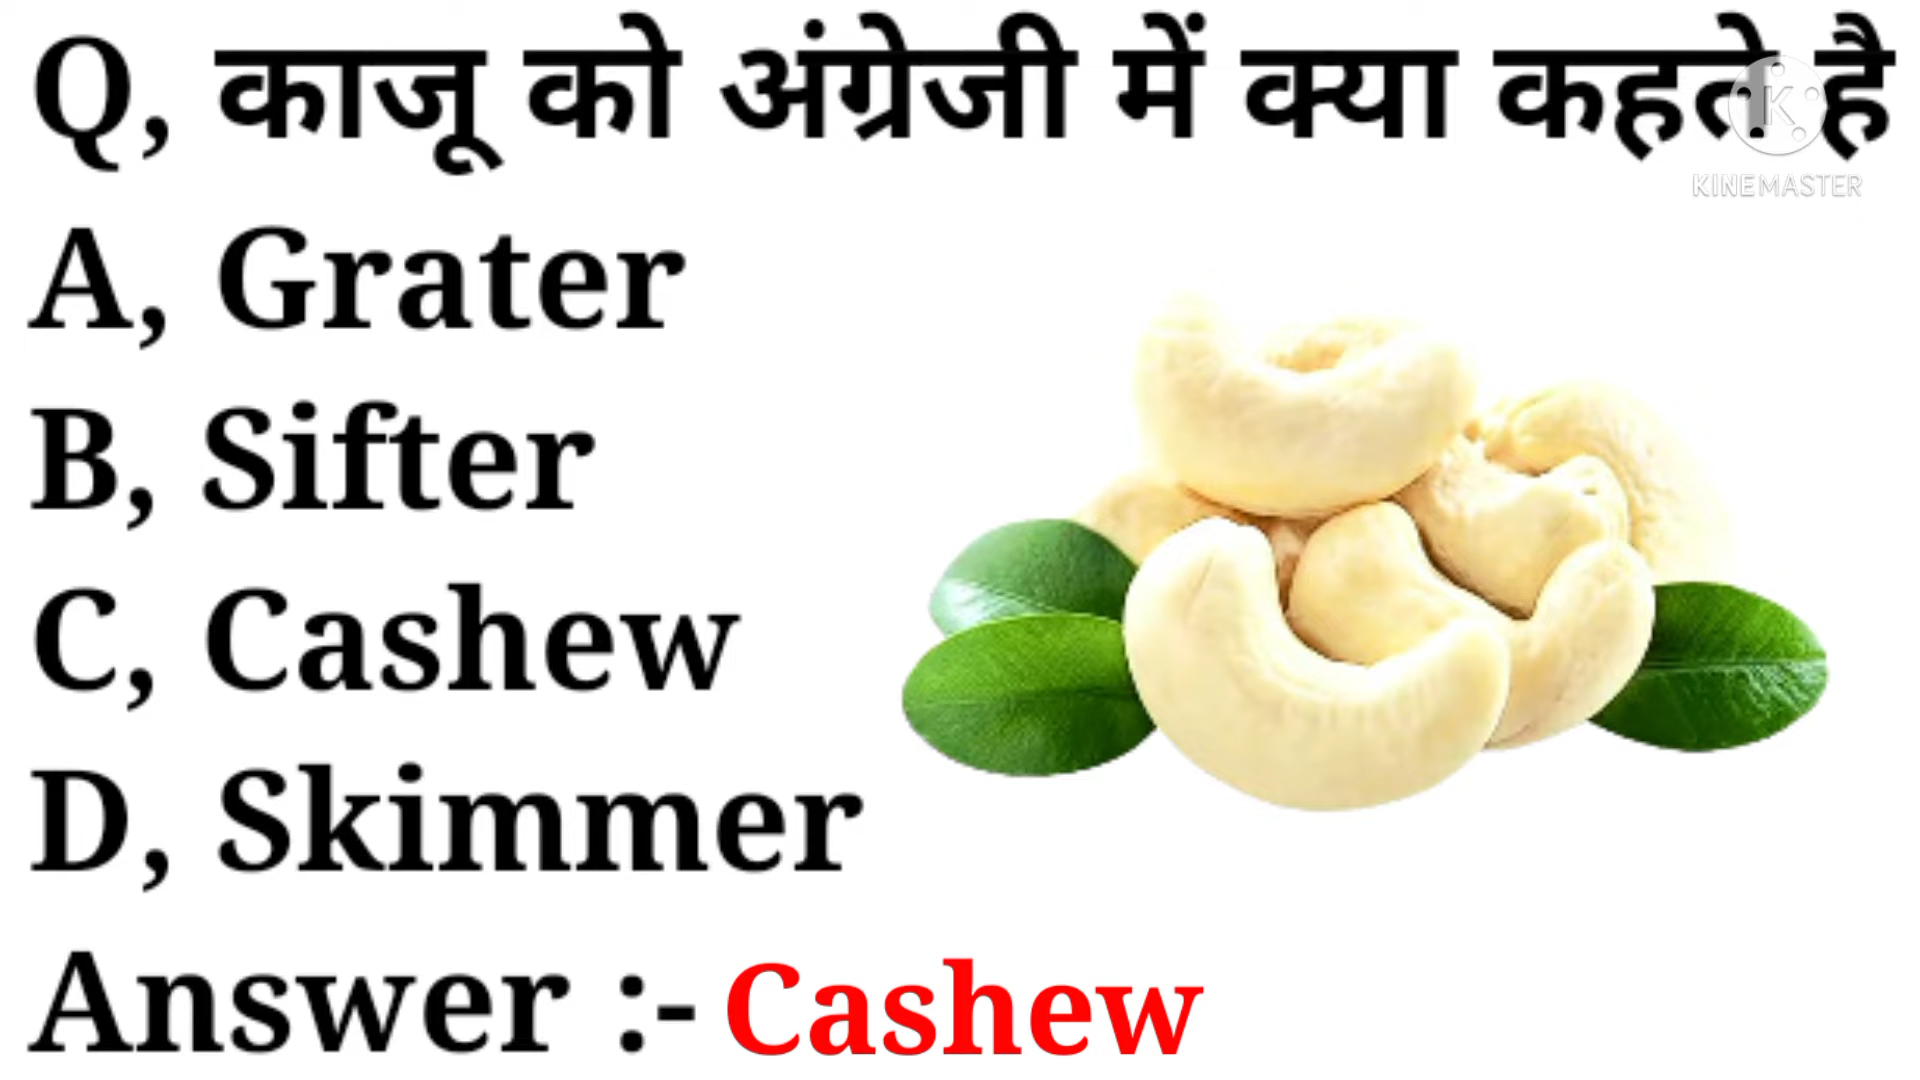 Q, काजू को अंग्रेजी में क्या कहते है
KINEMASTER
A, Grater
B, Sifter
C, Cashew
D, Skimmer
Answer :- Cashew